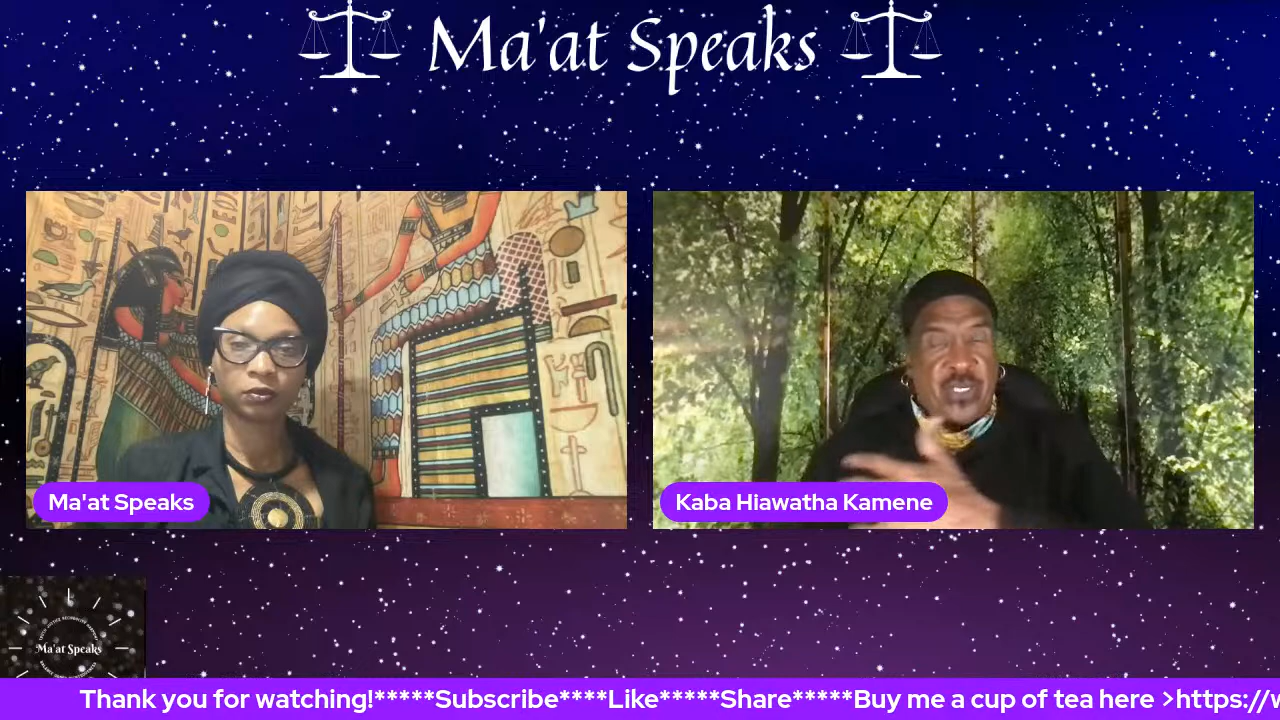 Ma'at Speaks
Ma'at Speaks
Kaba Hiawatha Kamene
Ma'at Speaks
Thank you for watching!*****Subscribe****Like*****Share*****Buy me a cup of tea here >https://w